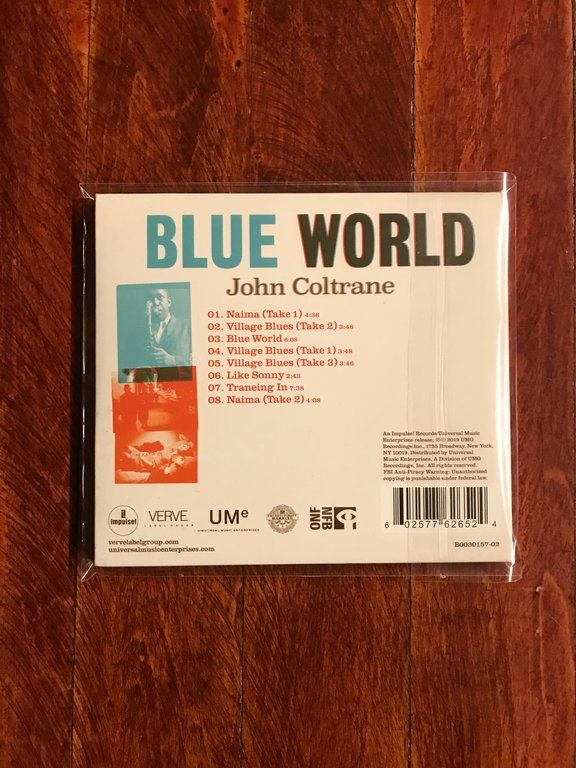 BLUE WORLD
John Coltrane
01. Naima (Take 1) 4:36
02. Village Blues (Take 2) 3:46
03. Blue World 6:08
04. Village Blues (Take 1) 3:48
05. Village Blues (Take 3) 3:46
06. Like Sonny 2:43
07. Traneing In 7:38
08. Naima (Take 2) 4:08
An Impulse! Records/Universal Music
Enterprises release; ℗© 2019 UMG
Recordings Inc., 1755 Broadway, New York,
NY 10019. Distributed by Universal
Music Enterprises, A Division of UMG
Recordings, Inc. All rights reserved.
FBI Anti-Piracy Warning: Unauthorized
copying is punishable under federal law.
impulse!
VERVE
LABEL GROUP
UMe
UNIVERSAL MUSIC ENTERPRISES
ONF
NFB
6 02577 62652 4
vervelabelgroup.com
universalmusicenterprises.com
B0030157-02